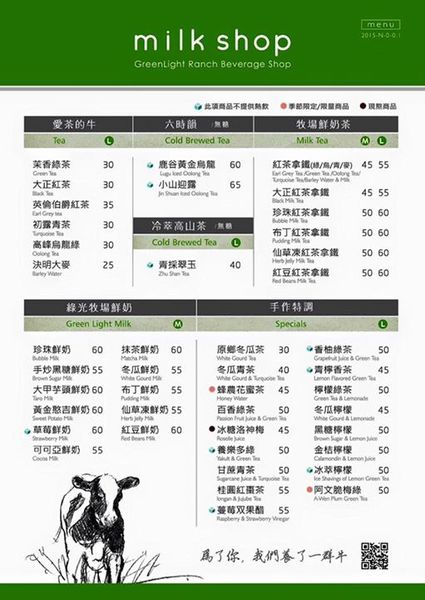 milk shop
GreenLight Ranch Beverage Shop
menu
2015-N-0-0.1
此項商品不提供熱飲 季節限定/限量商品 現熬商品
愛茶的牛
Tea L
茉香綠茶 30
Green Tea
大正紅茶 30
Black Tea
英倫伯爵紅茶 35
Earl Grey Tea
初露青茶 30
Turquoise Tea
高峰烏龍綠 30
Oolong Tea
決明大麥 25
Barley Water
六時韻 /無糖
Cold Brewed Tea
鹿谷黃金烏龍 60
Lugu Iced Oolong Tea
小山迎露 65
Jin Shuan Iced Oolong Tea
冷萃高山茶 /無糖
Cold Brewed Tea L
青採翠玉 40
Zhu Shan Tea
牧場鮮奶茶
Milk Tea M L
紅茶拿鐵(綠/烏/青/麥) 45 55
Earl Grey Tea /Green Tea /Oolong Tea/
Turquoise Tea/Barley Water & Milk
大正紅茶拿鐵 45 55
Black Tea Milk
珍珠紅茶拿鐵 50 60
Bubble Milk Tea
布丁紅茶拿鐵 50 60
Pudding Milk Tea
仙草凍紅茶拿鐵 50 60
Herb Jelly Milk Tea
紅豆紅茶拿鐵 50 60
Red Beans Milk Tea
綠光牧場鮮奶
Green Light Milk M
珍珠鮮奶 60
Bubble Milk
手炒黑糖鮮奶 55
Brown Sugar Milk
大甲芋頭鮮奶 60
Taro Milk
黃金憨吉鮮奶 60
Sweet Potatoes Milk
草莓鮮奶 60
Strawberry Milk
可可亞鮮奶 55
Cocoa Milk
抹茶鮮奶 60
Matcha Milk
冬瓜鮮奶 55
White Gourd Milk
布丁鮮奶 55
Pudding Milk
仙草凍鮮奶 55
Herb Jelly Milk
紅豆鮮奶 60
Red Bean Milk
手作特調
Specials L
原鄉冬瓜茶 30
White Gourd Tea
冬瓜青茶 40
White Gourd & Turquoise Tea
蜂農花蜜茶 40
Honey Water
百香綠茶 50
Passion Fruit Juice & Green Tea
冰糖洛神梅 45
Roselle Juice
養樂多綠 50
Yakult & Green Tea
甘蔗青茶 50
Sugarcane Juice & Turquoise Tea
桂圓紅棗茶 55
longan & Jujube Tea
蔓莓双果醋 55
Raspberry & Strawberry Vinegar
香柚綠茶 50
Grapefruit Juice & Green Tea
青檸香茶 45
Lemon Flavored Green Tea
檸檬綠茶 50
Lemonade & Green Tea
冬瓜檸檬 45
White Gourd & Lemonade
黑糖檸檬 50
Brown Sugar & Lemon Juice
金桔檸檬 50
Calamondin & Lemon Juice
冰萃檸檬 50
Ice Shavings of Lemon Green Tea
阿文脆梅綠 50
A-Wen Plum Green Tea
為了你，我們養了一群牛